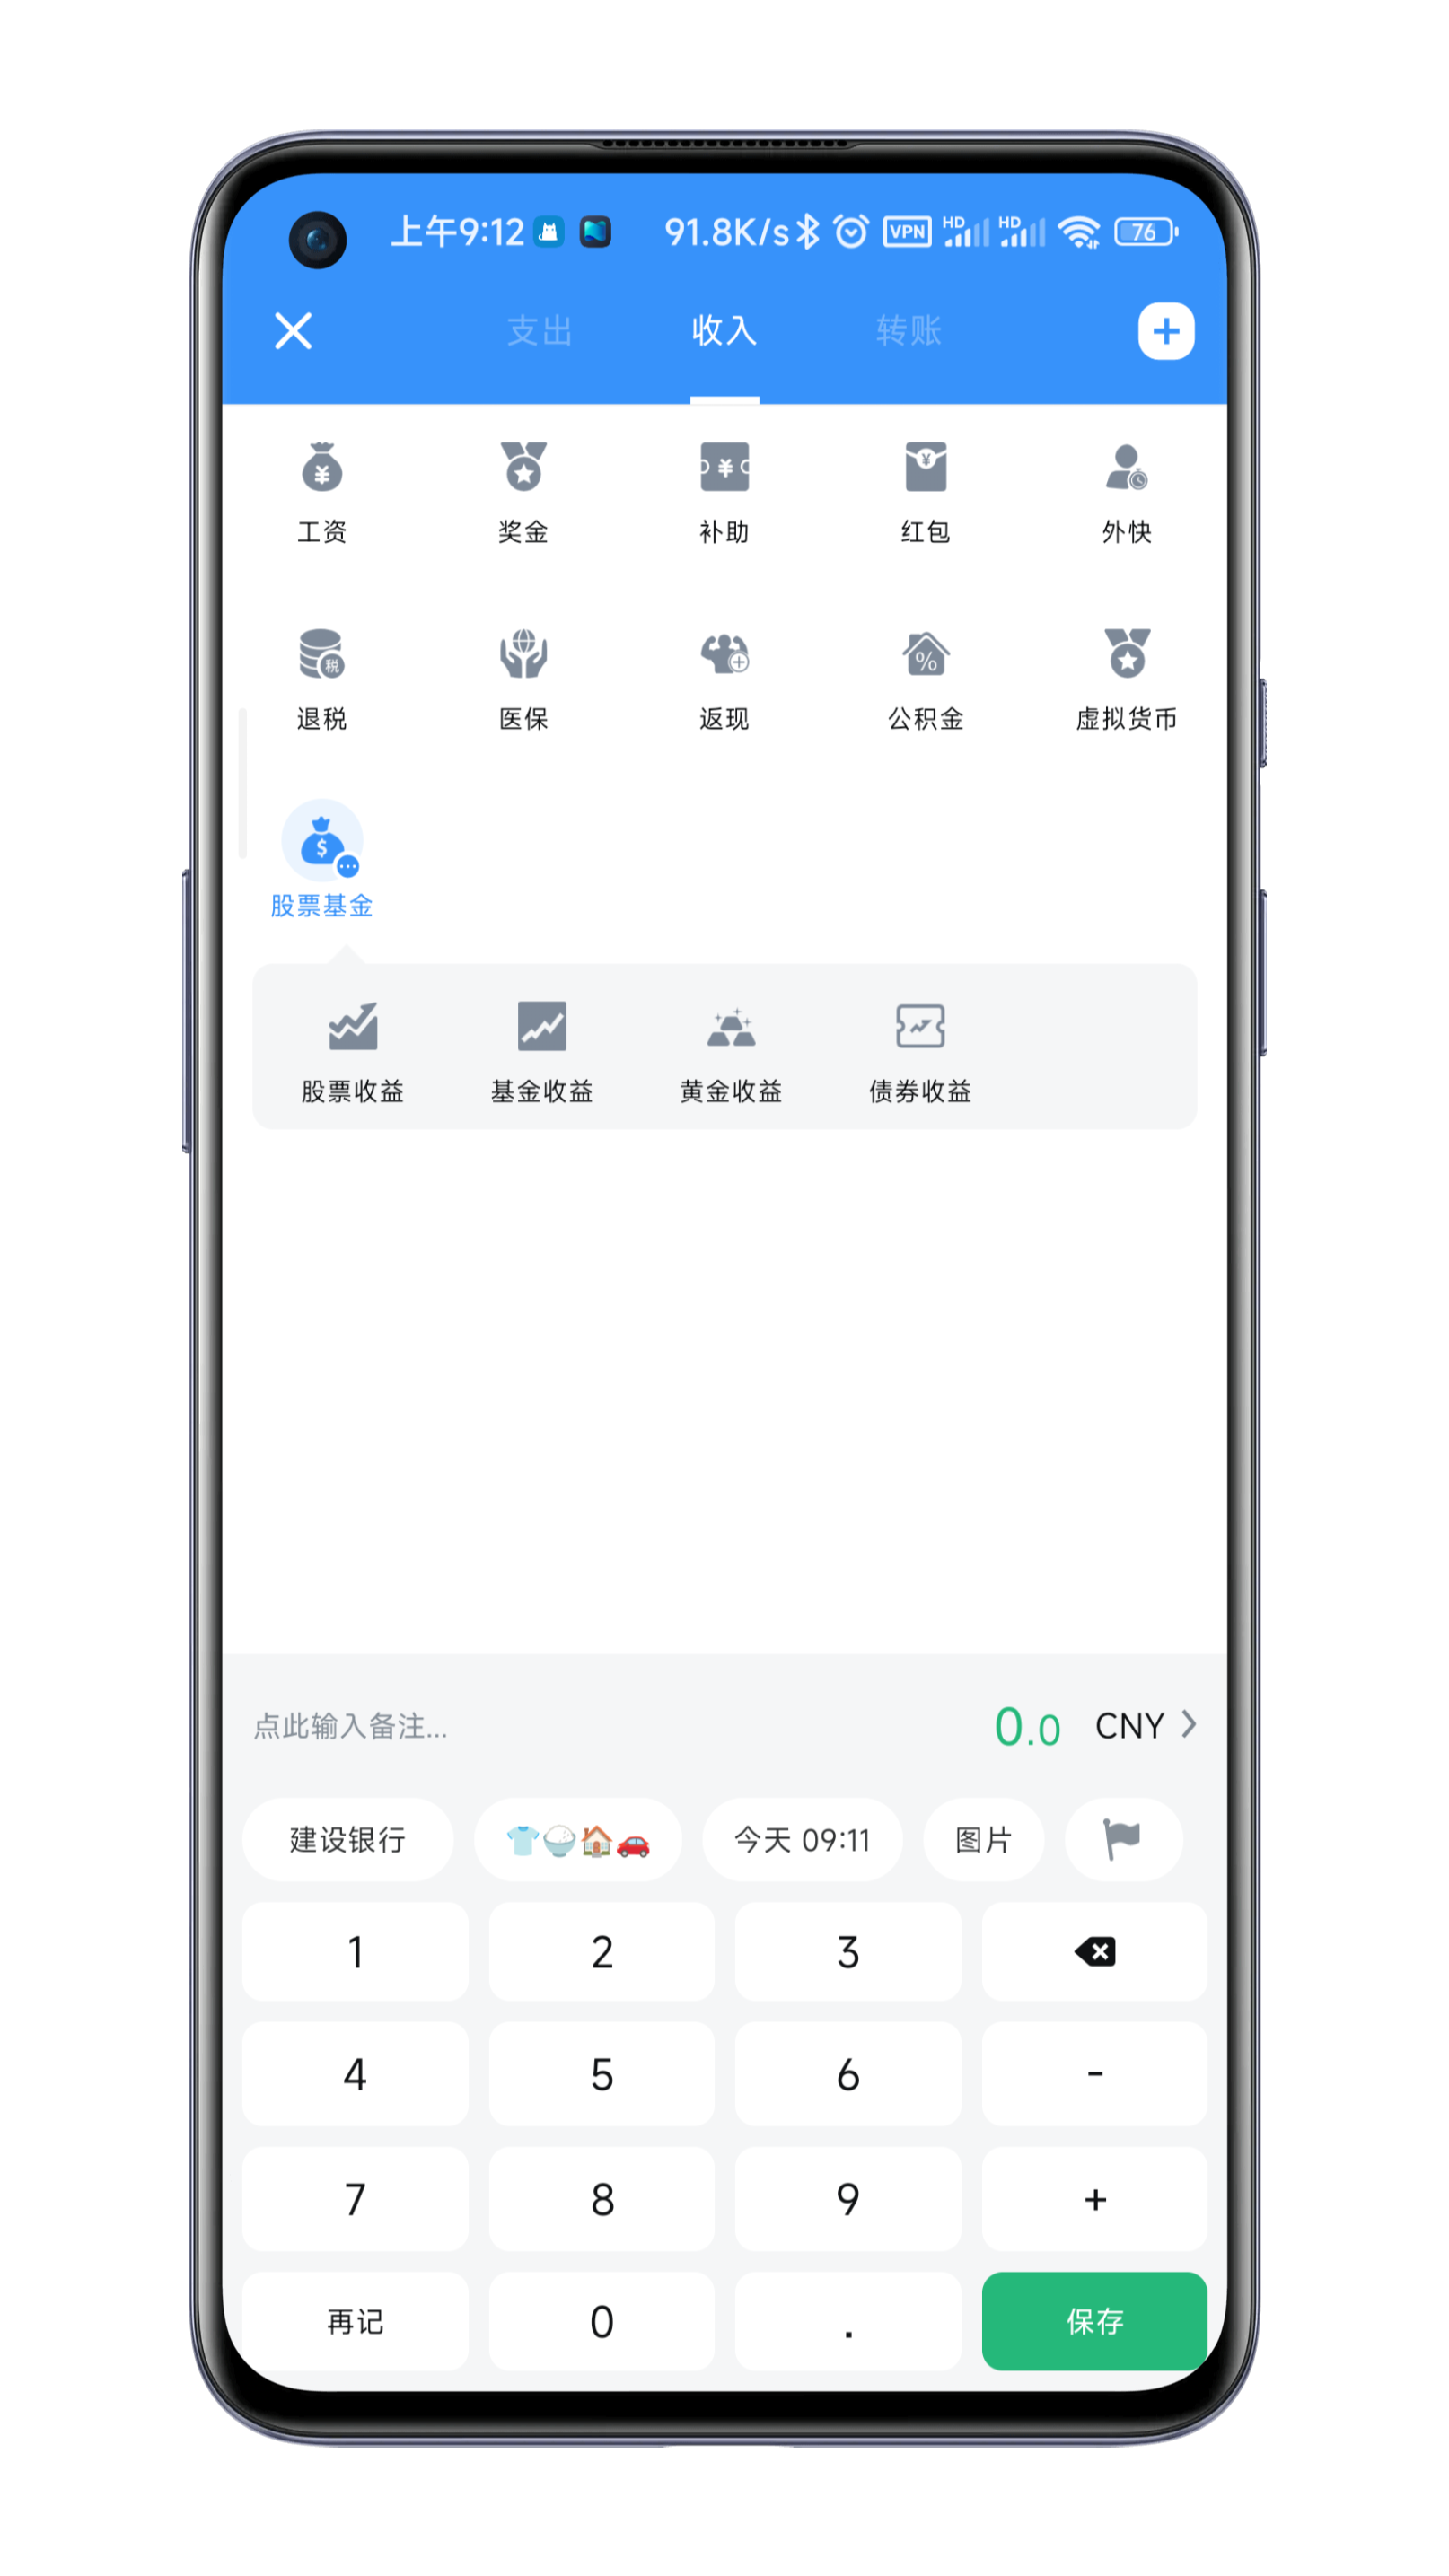 上午9:12 91.8K/s VPN HD HD 76
支出 收入 转账
工资 奖金 补助 红包 外快
税
退税 医保 返现 公积金 虚拟货币
股票基金
股票收益 基金收益 黄金收益 债券收益
点此输入备注... 0.0 CNY
建设银行 今天 09:11 图片
1 2 3
4 5 6 -
7 8 9 +
再记 0 . 保存